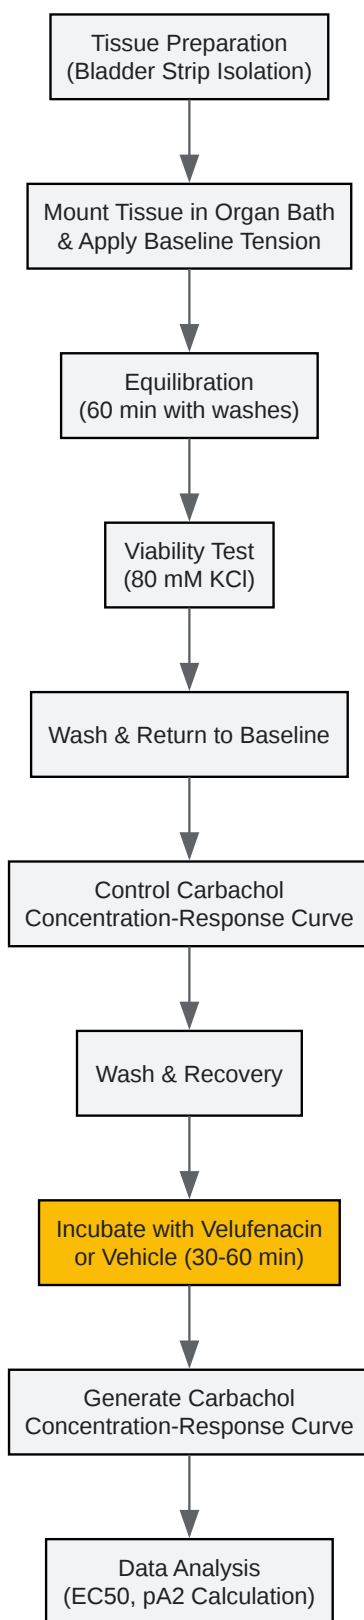 Tissue Preparation
(Bladder Strip Isolation)
Mount Tissue in Organ Bath
& Apply Baseline Tension
Equilibration
(60 min with washes)
Viability Test
(80 mM KCl)
Wash & Return to Baseline
Control Carbachol
Concentration-Response Curve
Wash & Recovery
Incubate with Velufenacin
or Vehicle (30-60 min)
Generate Carbachol
Concentration-Response Curve
Data Analysis
(EC50, pA2 Calculation)